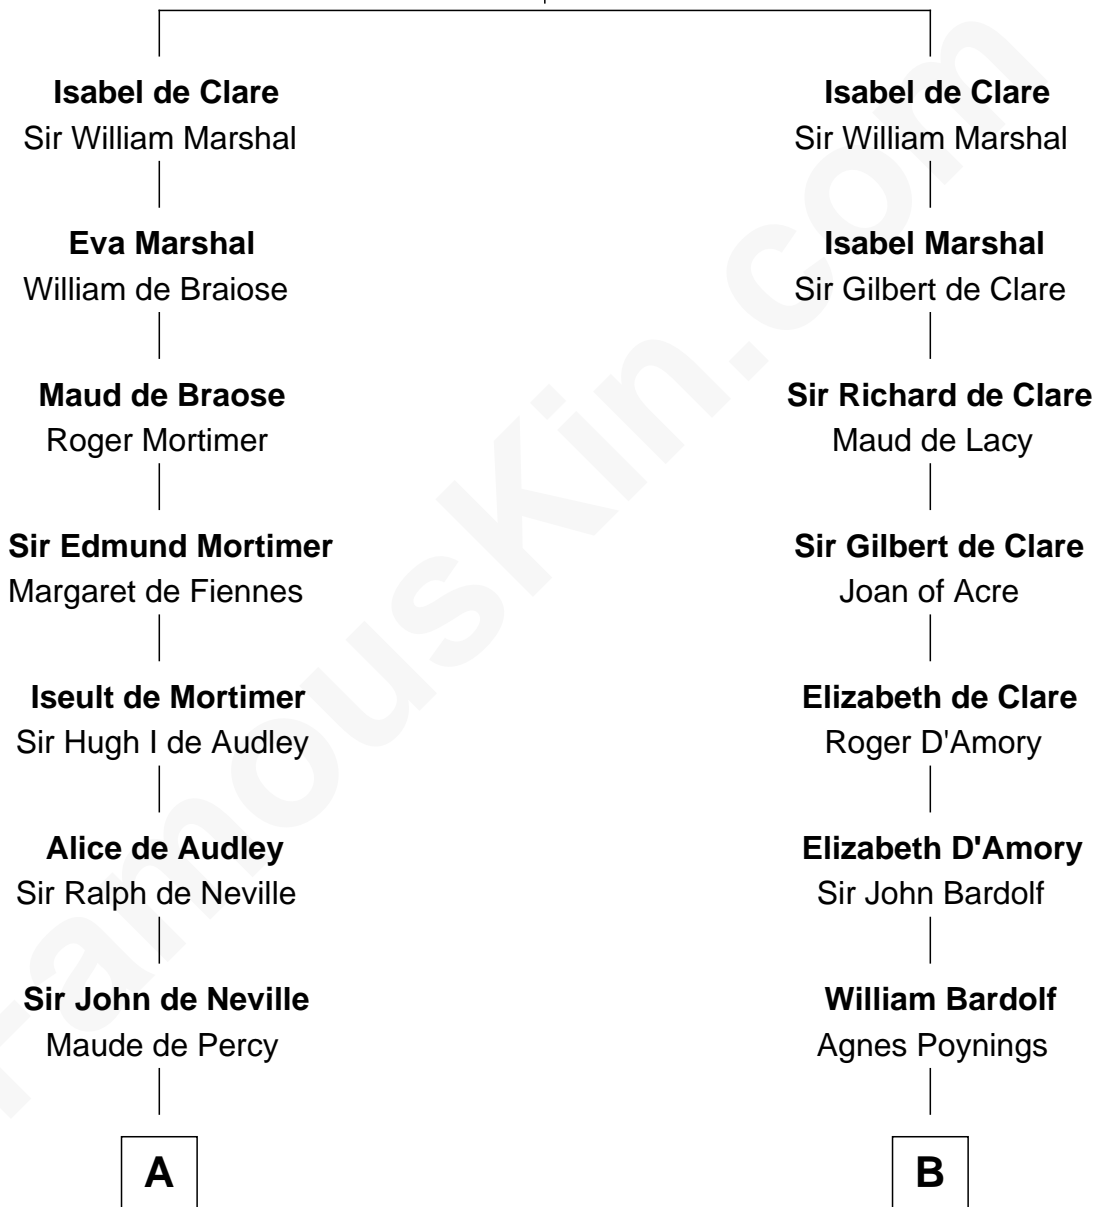 Isabel de Clare
Sir William Marshal
Eva Marshal
William de Braiose
Maud de Braose
Roger Mortimer
Sir Edmund Mortimer
Margaret de Fiennes
Iseult de Mortimer
Sir Hugh I de Audley
Alice de Audley
Sir Ralph de Neville
Sir John de Neville
Maude de Percy
A
Isabel de Clare
Sir William Marshal
Isabel Marshal
Sir Gilbert de Clare
Sir Richard de Clare
Maud de Lacy
Sir Gilbert de Clare
Joan of Acre
Elizabeth de Clare
Roger D'Amory
Elizabeth D'Amory
Sir John Bardolf
William Bardolf
Agnes Poynings
B
FamousKin.com